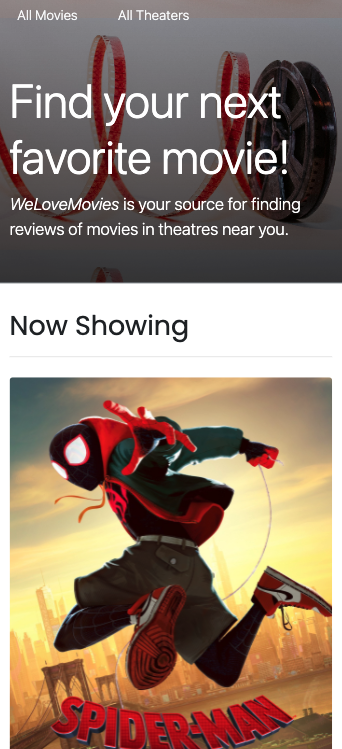 All Movies All Theaters
Find your next
favorite movie!
WeLoveMovies is your source for finding
reviews of movies in theatres near you.
Now Showing
SPIDER-MAN